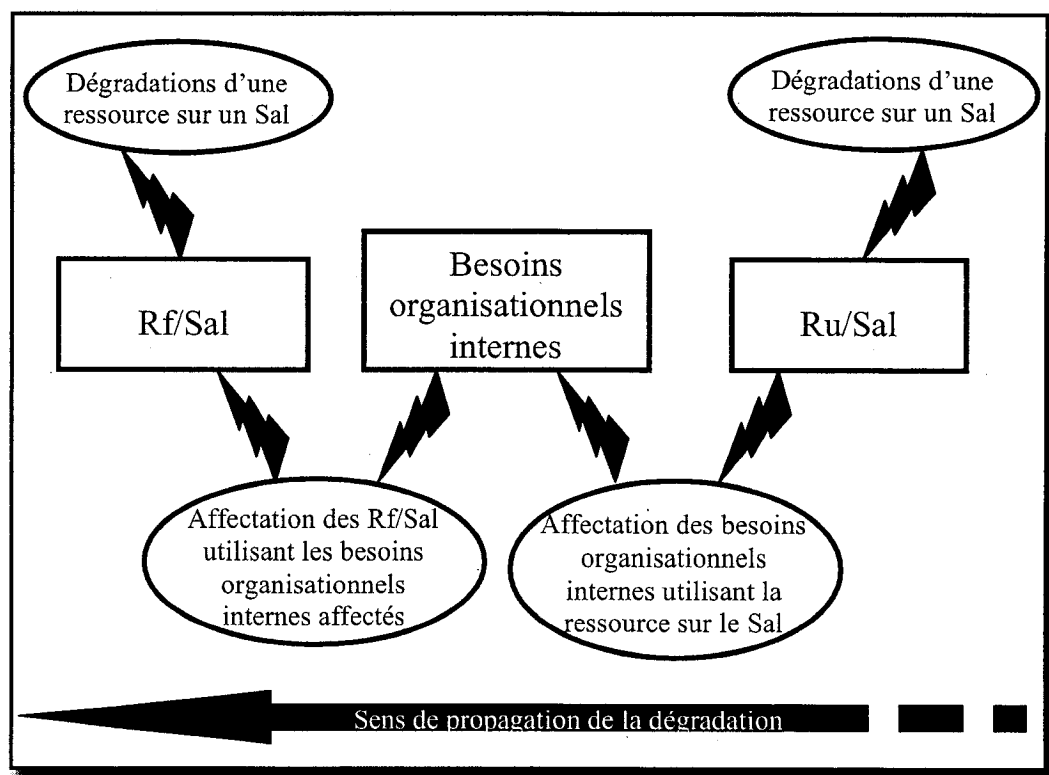 Dégradations d'une
ressource sur un Sal
Dégradations d'une
ressource sur un Sal
Rf/Sal
Besoins
organisationnels
internes
Ru/Sal
Affectation des Rf/Sal
utilisant les besoins
organisationnels
internes affectés
Affectation des besoins
organisationnels
internes utilisant la
ressource sur le Sal
Sens de propagation de la dégradation